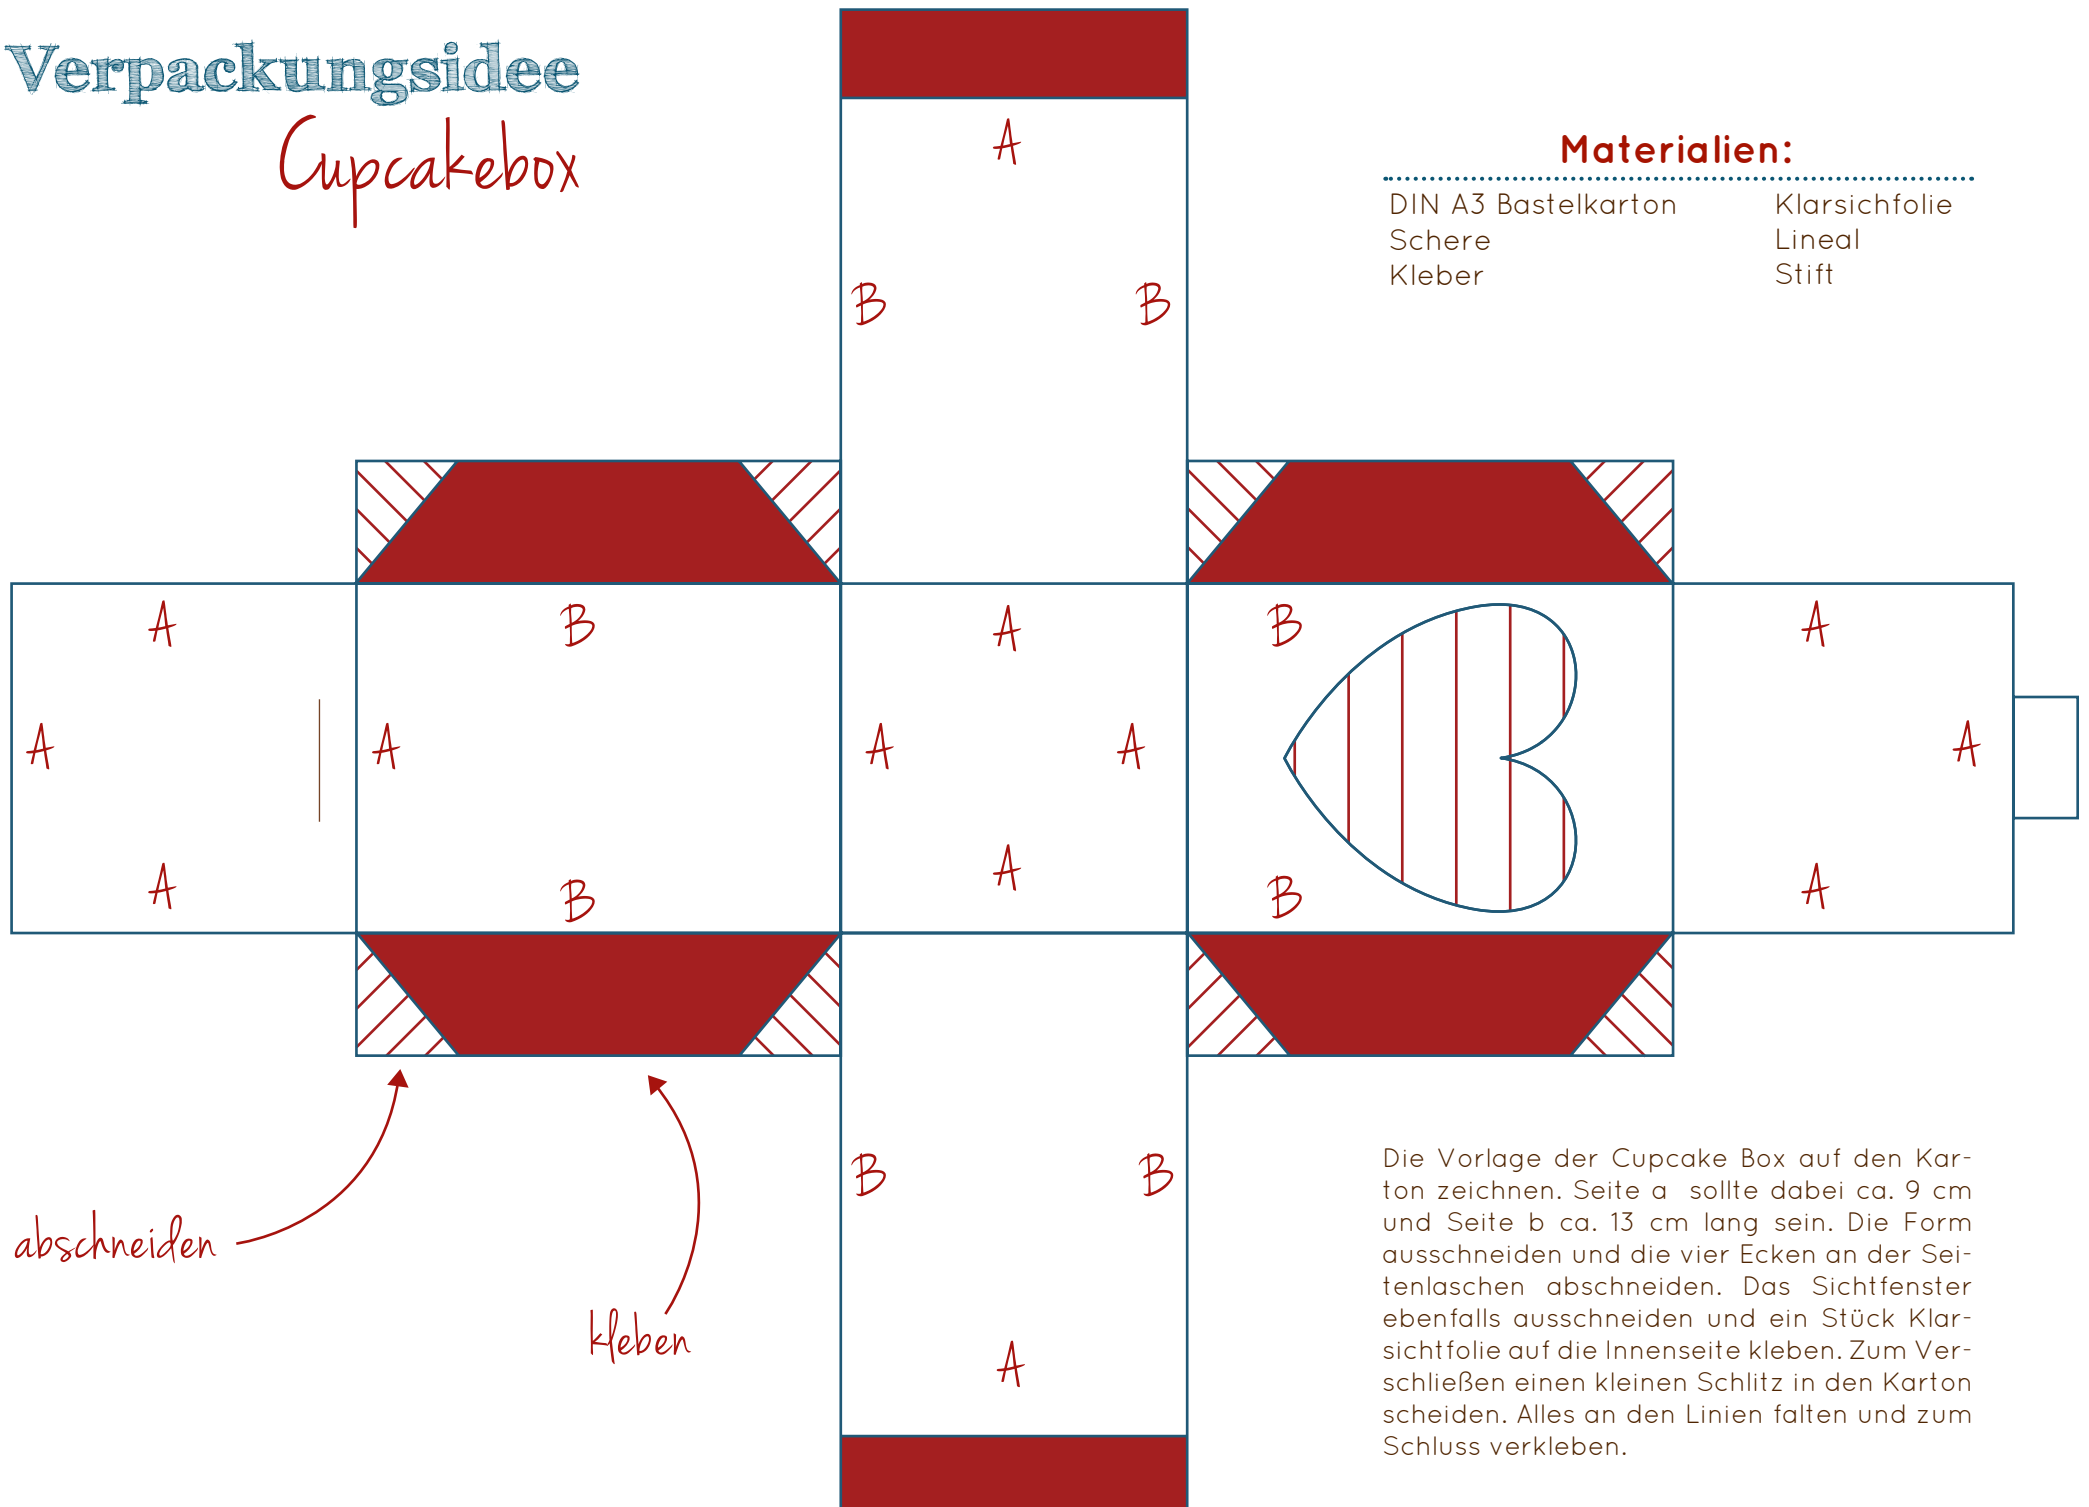 Verpackungsidee
Cupcakebox
Materialien:
DIN A3 Bastelkarton
Schere
Kleber
Klarsichfolie
Lineal
Stift
A
B B
B B
A A A
A A A A A
A A A
B B
B B
A
abschneiden
kleben
Die Vorlage der Cupcake Box auf den Kar-
ton zeichnen. Seite a sollte dabei ca. 9 cm
und Seite b ca. 13 cm lang sein. Die Form
ausschneiden und die vier Ecken an der Sei-
tenlaschen abschneiden. Das Sichtfenster
ebenfalls ausschneiden und ein Stück Klar-
sichtfolie auf die Innenseite kleben. Zum Ver-
schließen einen kleinen Schlitz in den Karton
scheiden. Alles an den Linien falten und zum
Schluss verkleben.